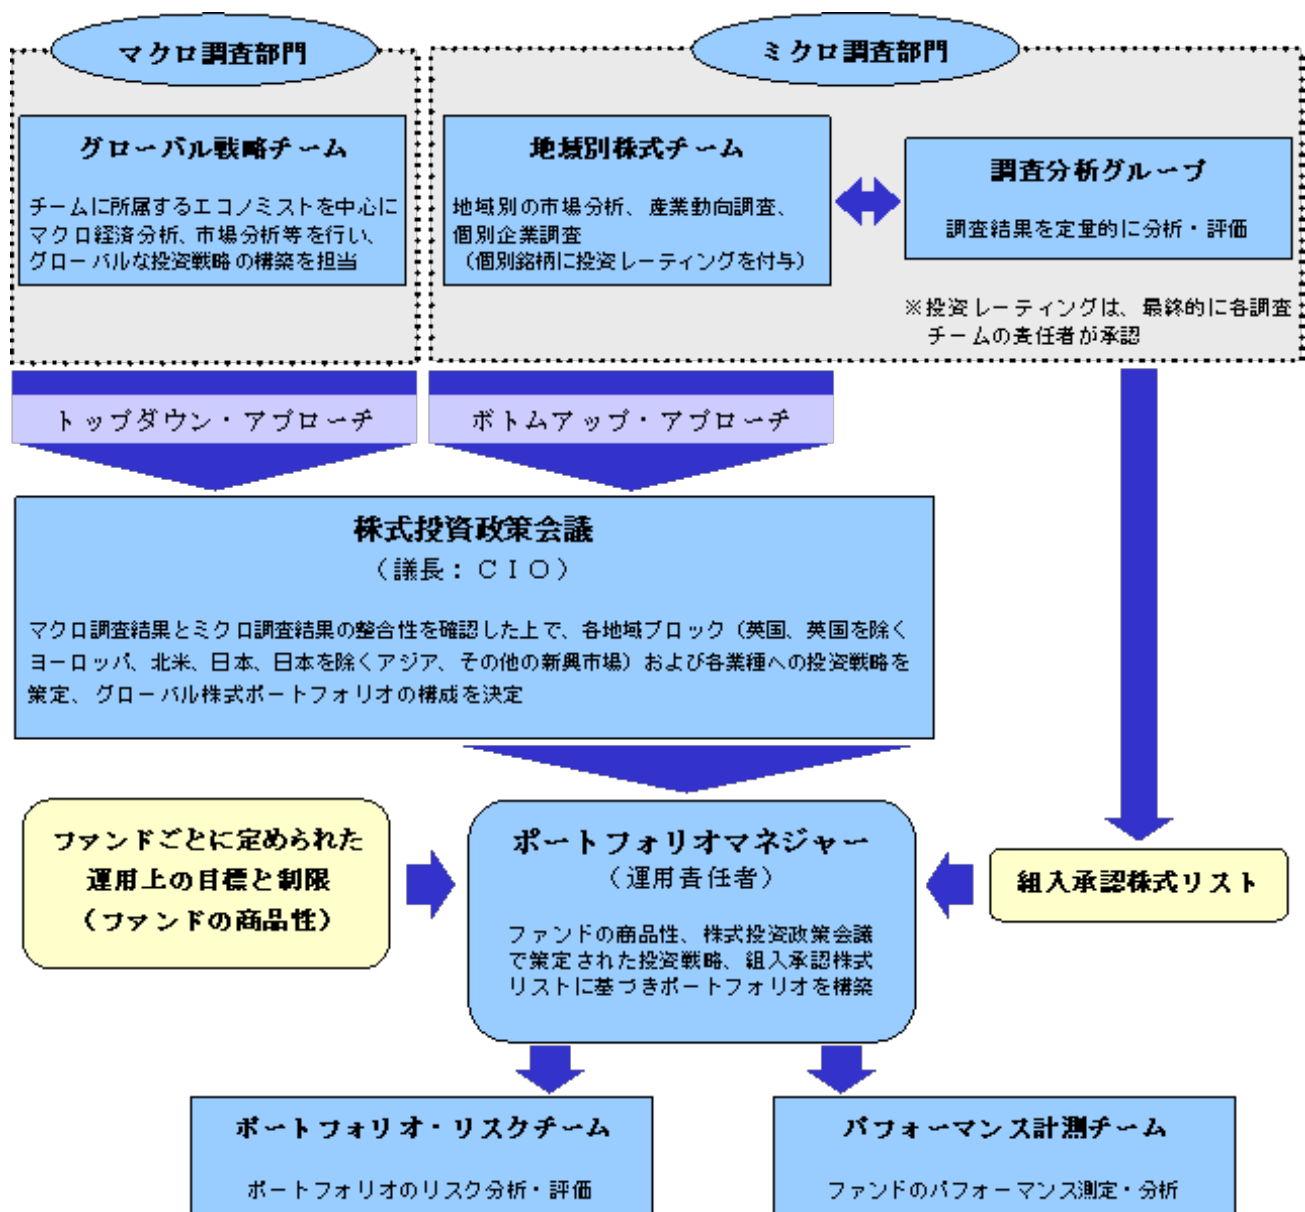 マクロ調査部門
グローバル戦略チーム
チームに所属するエコノミストを中心に
マクロ経済分析、市場分析等を行い、
グローバルな投資戦略の構築を担当
ミクロ調査部門
地域別株式チーム
地域別の市場分析、産業動向調査、
個別企業調査
（個別銘柄に投資レーティングを付与）
調査分析グループ
調査結果を定量的に分析・評価
※投資レーティングは、最終的に各調査
チームの責任者が承認
トップダウン・アプローチ
ボトムアップ・アプローチ
株式投資政策会議
（議長：ＣＩＯ）
マクロ調査結果とミクロ調査結果の整合性を確認した上で、各地域ブロック（英国、英国を除く
ヨーロッパ、北米、日本、日本を除くアジア、その他の新興市場）および各業種への投資戦略を
策定、グローバル株式ポートフォリオの構成を決定
ファンドごとに定められた
運用上の目標と制限
（ファンドの商品性）
ポートフォリオマネジャー
（運用責任者）
ファンドの商品性、株式投資政策会議
で策定された投資戦略、組入承認株式
リストに基づきポートフォリオを構築
組入承認株式リスト
ポートフォリオ・リスクチーム
ポートフォリオのリスク分析・評価
パフォーマンス計測チーム
ファンドのパフォーマンス測定・分析